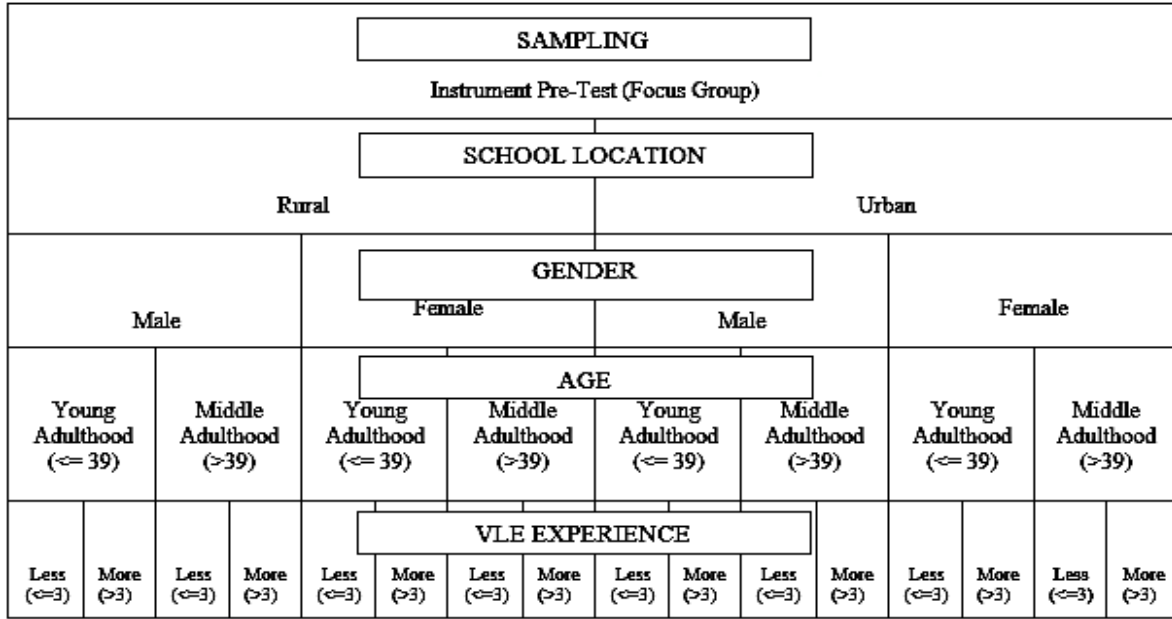 SAMPLING
Instrument Pre-Test (Focus Group)
SCHOOL LOCATION
Rural Urban
GENDER
Male Female Male Female
AGE
Young Middle Young Middle Young Middle Young Middle
Adulthood Adulthood Adulthood Adulthood Adulthood Adulthood Adulthood Adulthood
(<= 39) (>39) (<= 39) (>39) (<= 39) (>39) (<= 39) (>39)
VLE EXPERIENCE
Less More Less More Less More Less More Less More Less More Less More Less More
(<=3) (>3) (<=3) (>3) (<=3) (>3) (<=3) (>3) (<=3) (>3) (<=3) (>3) (<=3) (>3) (<=3) (>3)